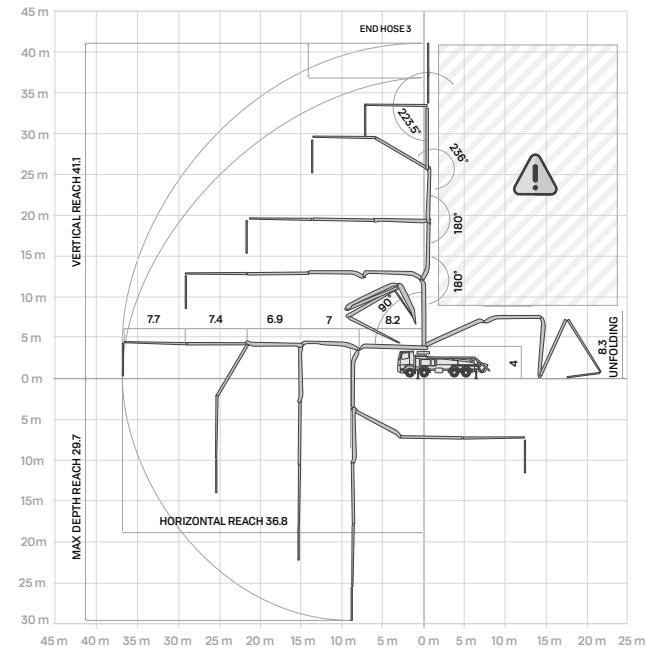 45 m
END HOSE 3
40 m
35 m
223.5°
30 m
236°
25 m
VERTICAL REACH 41.1
20 m
180°
15 m
180°
10 m
90°
7.7 7.4 6.9 7 8.2
5 m
4
8.3
UNFOLDING
0 m
5 m
10m
MAX DEPTH REACH 29.7
15m
HORIZONTAL REACH 36.8
20m
25 m
30 m
45 m 40 m 35 m 30 m 25 m 20 m 15 m 10 m 5 m 0 m 5 m 10 m 15 m 20 m 25 m